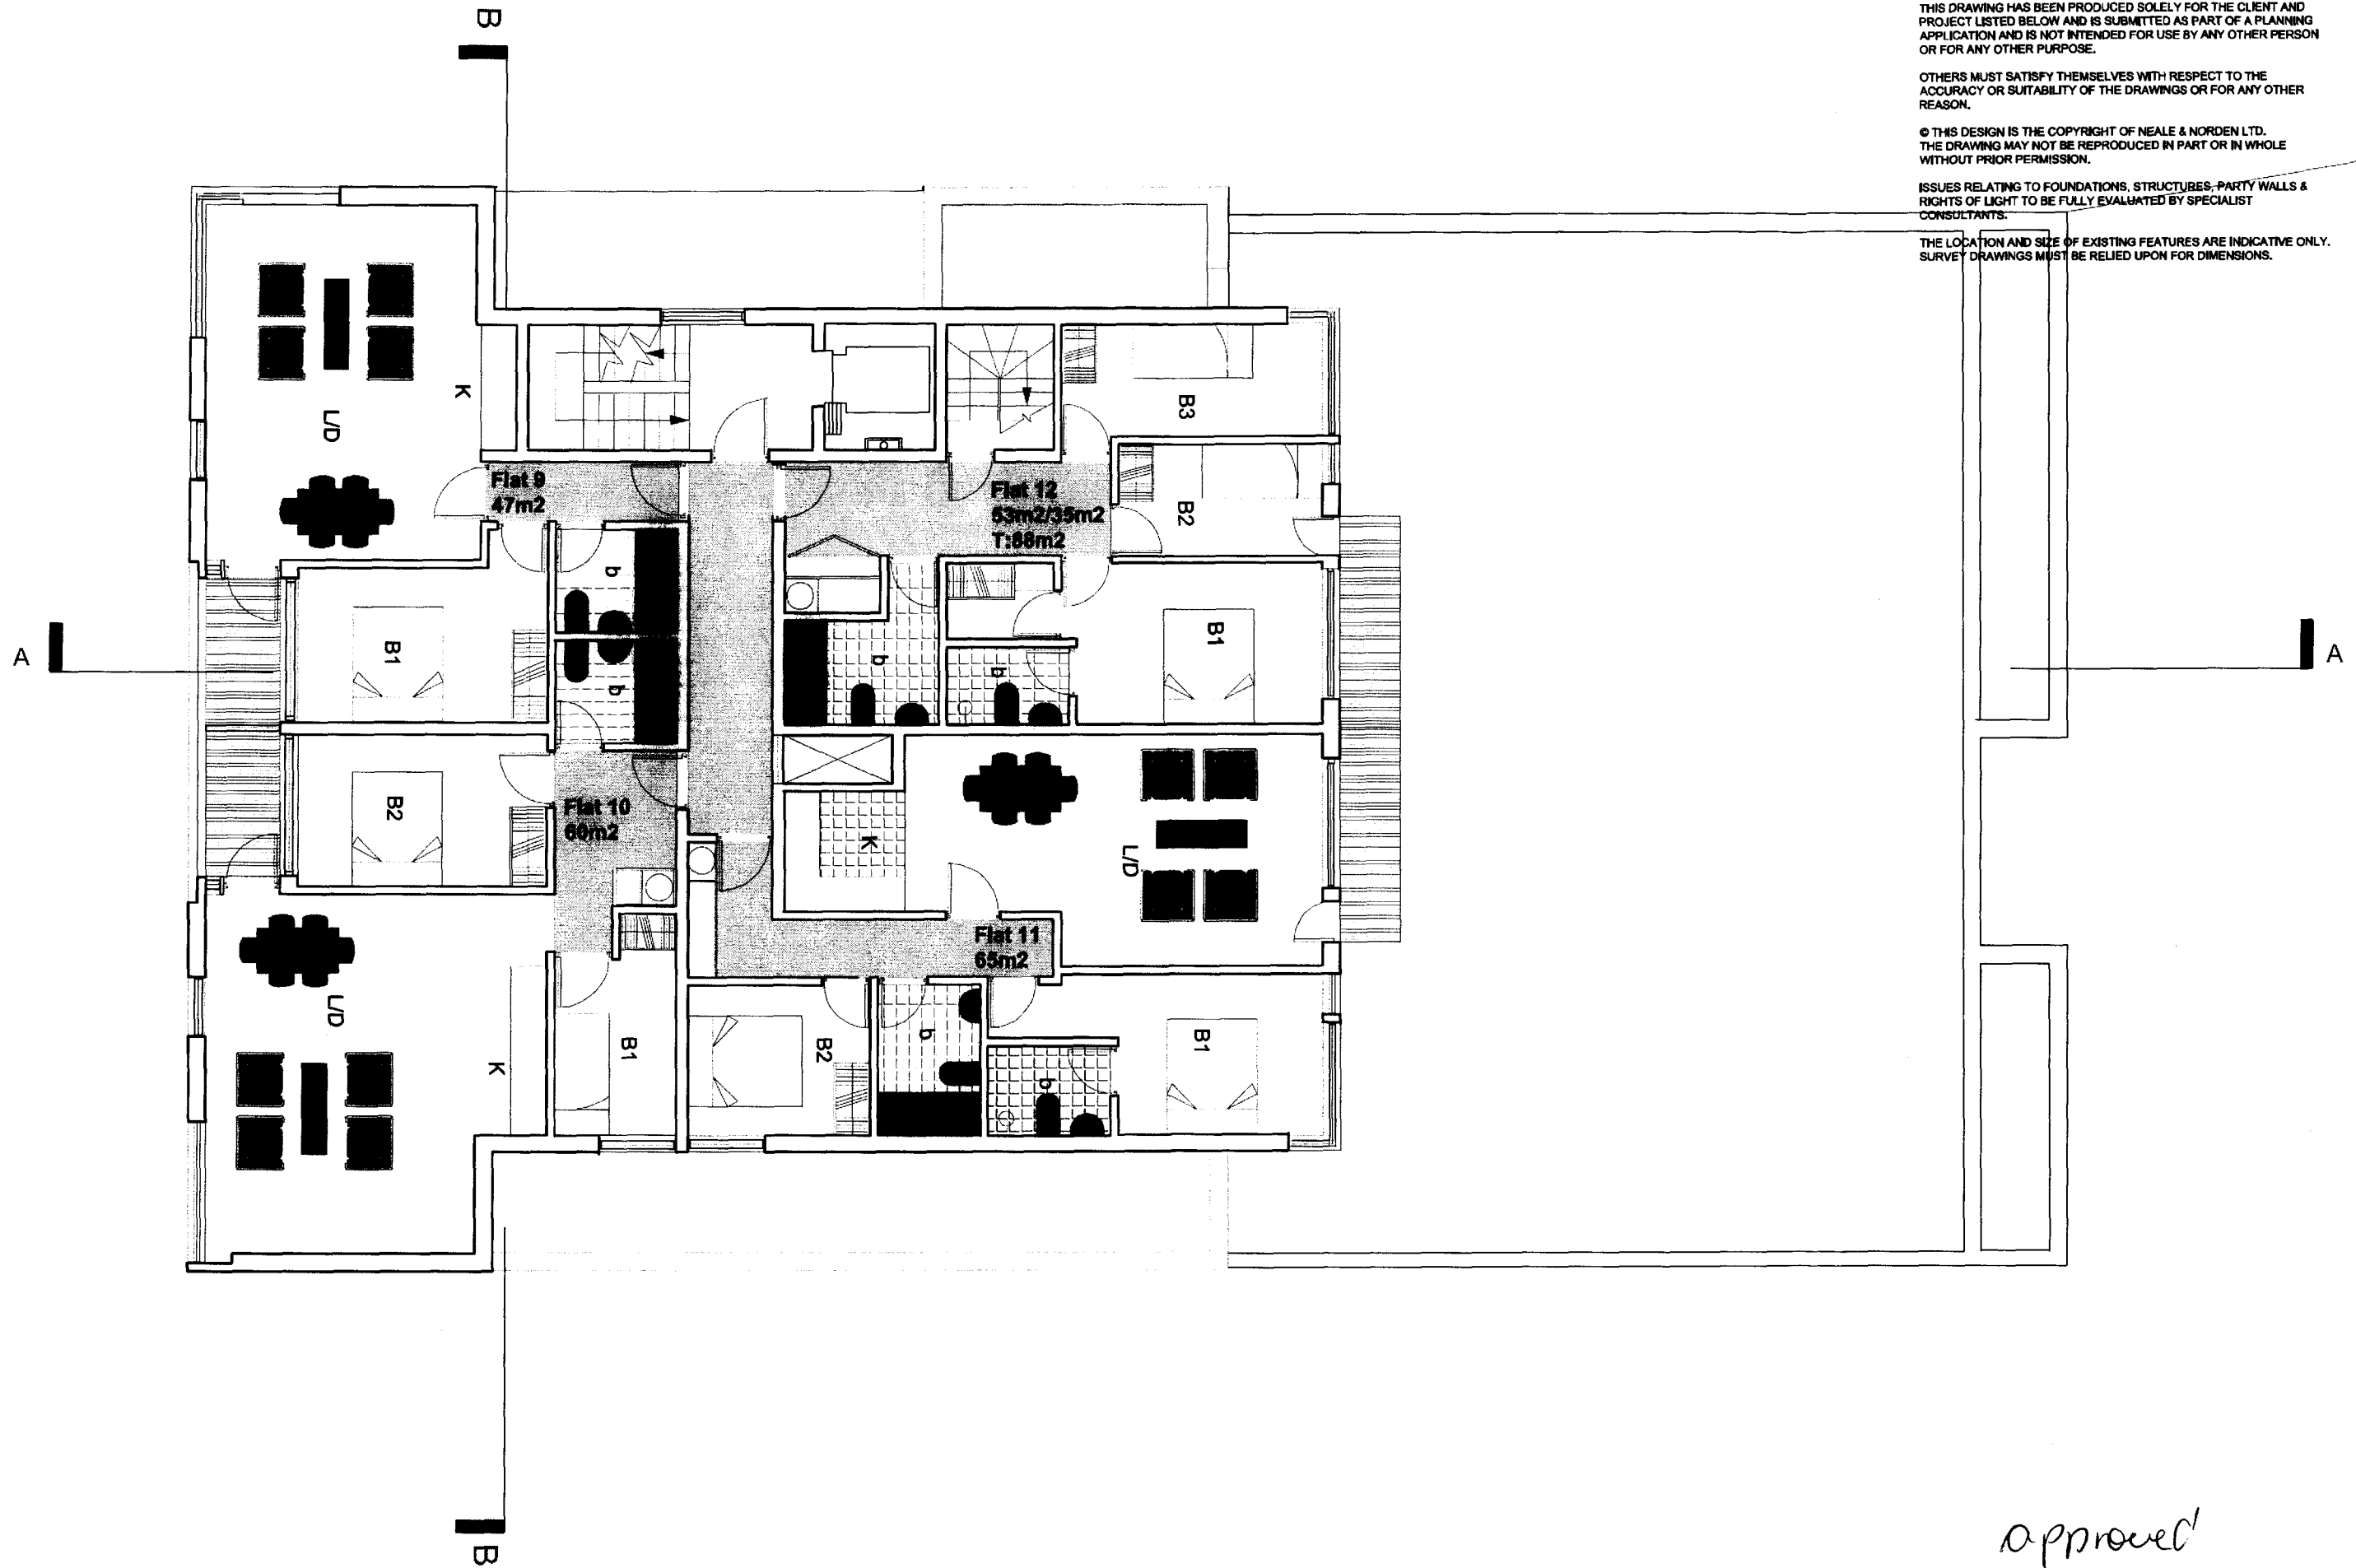 THIS DRAWING HAS BEEN PRODUCED SOLELY FOR THE CLIENT AND
PROJECT LISTED BELOW AND IS SUBMITTED AS PART OF A PLANNING
APPLICATION AND IS NOT INTENDED FOR USE BY ANY OTHER PERSON
OR FOR ANY OTHER PURPOSE.
OTHERS MUST SATISFY THEMSELVES WITH RESPECT TO THE
ACCURACY OR SUITABILITY OF THE DRAWINGS OR FOR ANY OTHER
REASON.
© THIS DESIGN IS THE COPYRIGHT OF NEALE & NORDEN LTD.
THE DRAWING MAY NOT BE REPRODUCED IN PART OR IN WHOLE
WITHOUT PRIOR PERMISSION.
ISSUES RELATING TO FOUNDATIONS, STRUCTURES, PARTY WALLS &
RIGHTS OF LIGHT TO BE FULLY EVALUATED BY SPECIALIST
CONSULTANTS.
THE LOCATION AND SIZE OF EXISTING FEATURES ARE INDICATIVE ONLY.
SURVEY DRAWINGS MUST BE RELIED UPON FOR DIMENSIONS.
B
K
L/D
B3
Flat 9
47m2
Flat 12
53m2/35m2
T:88m2
B2
b
B1
b
b
b
B1
A
A
B2
Flat 10
60m2
K
L/D
Flat 11
65m2
L/D
K
B1
B2
b
b
B1
B
approved